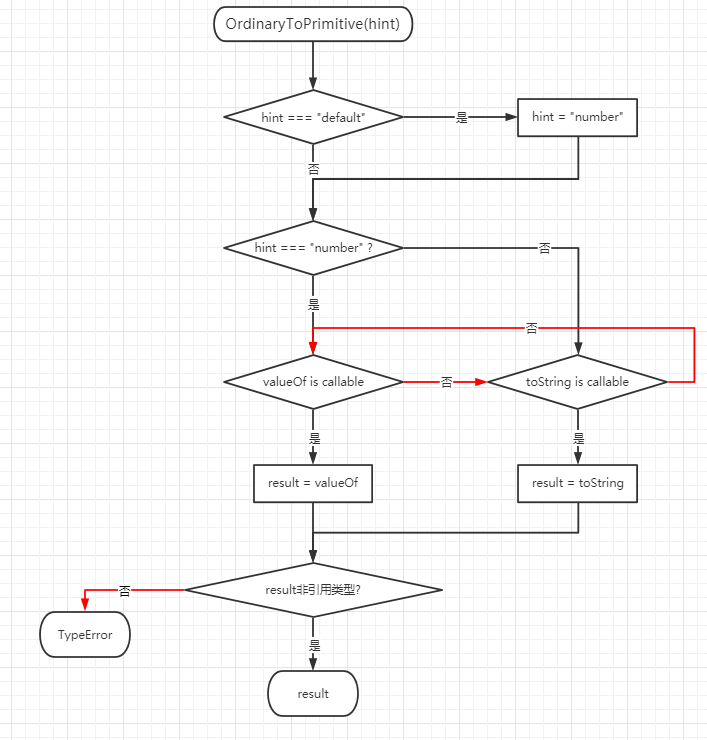 OrdinaryToPrimitive(hint)
hint === "default"
是
hint = "number"
否
hint === "number" ?
否
是
否
valueOf is callable
否
toString is callable
是
是
result = valueOf
result = toString
result非引用类型?
否
TypeError
是
result